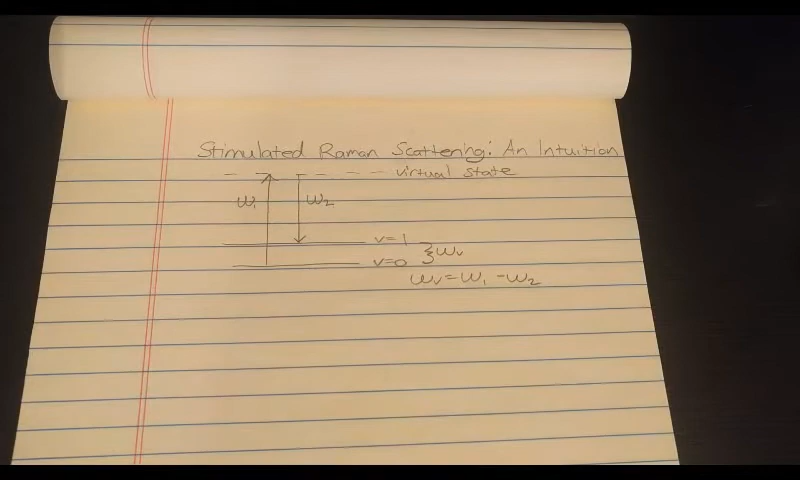 Stimulated Raman Scattering: An Intuition
virtual state
ω₁ ω₂
v=1
v=0 } ωᵥ
ωᵥ=ω₁-ω₂